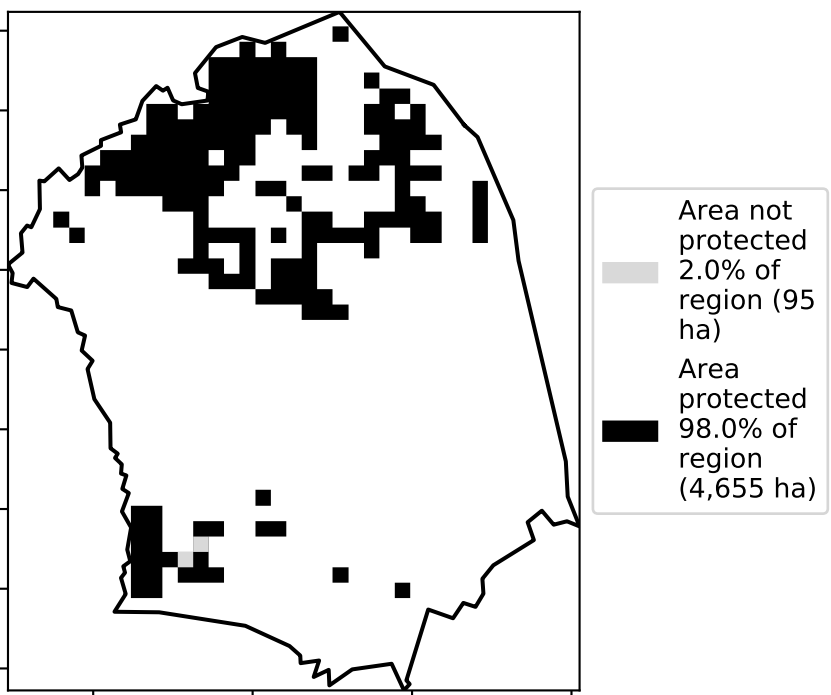 Area not
protected
2.0% of
region (95
ha)
Area
protected
98.0% of
region
(4,655 ha)